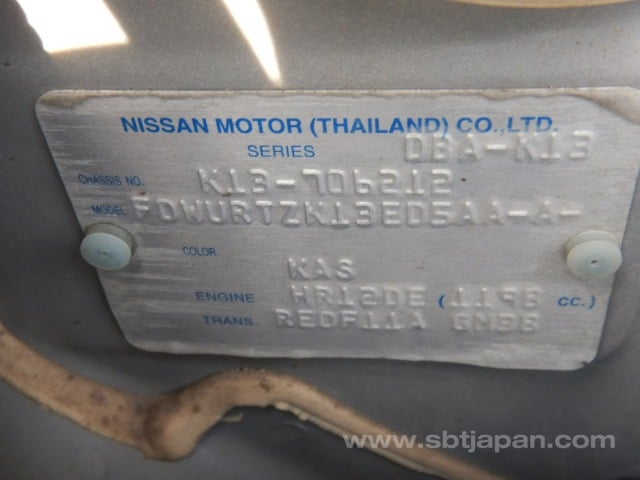 NISSAN MOTOR (THAILAND) CO.,LTD.
SERIES DBA-K13
CHASSIS NO. K13-706212
MODEL FDWURTZK13ED5AA-A-
COLOR KAS
ENGINE HR12DE (1198 CC.)
TRANS. RE0F11A GM38
www.sbtjapan.com